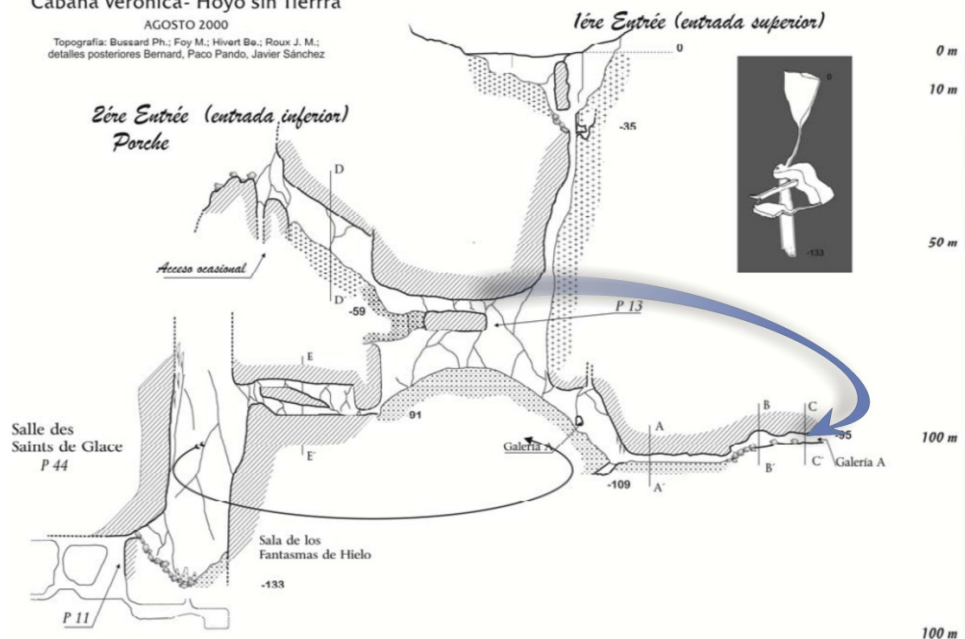 Cabaña Verónica- Hoyo sin Tierrra
AGOSTO 2000
Topografía: Bussard Ph.; Foy M.; Hivert Be.; Roux J. M.;
detalles posteriores Bernard, Paco Pando, Javier Sánchez
1ére Entrée (entrada superior)
0
0 m
10 m
-35
0
-133
2ére Entrée (entrada inferior)
Porche
D
50 m
Acceso ocasional
D´
-59
P 13
E
91
B
C
A
-95
100 m
Salle des
Saints de Glace
P 44
E´
Galería A
B´
C´
Galería A
-109
A´
Sala de los
Fantasmas de Hielo
-133
P 11
100 m